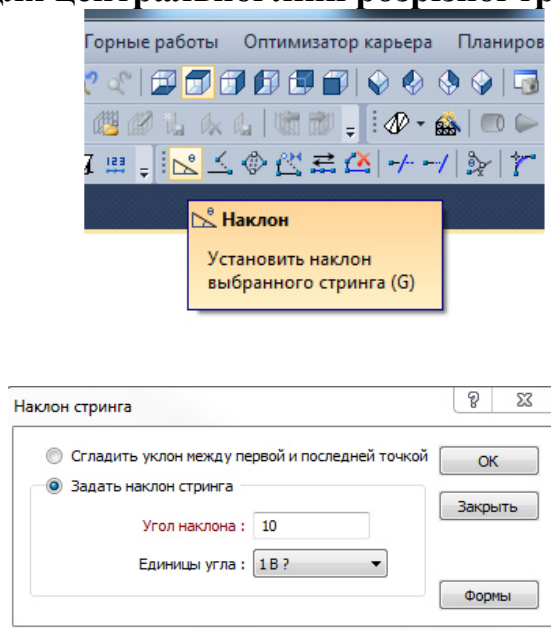 Горные работы Оптимизатор карьера Планиров
123
Наклон
Установить наклон
выбранного стринга (G)
Наклон стринга
Сгладить уклон между первой и последней точкой
OK
Задать наклон стринга
Закрыть
Угол наклона : 10
Единицы угла : 1 В ?
Формы